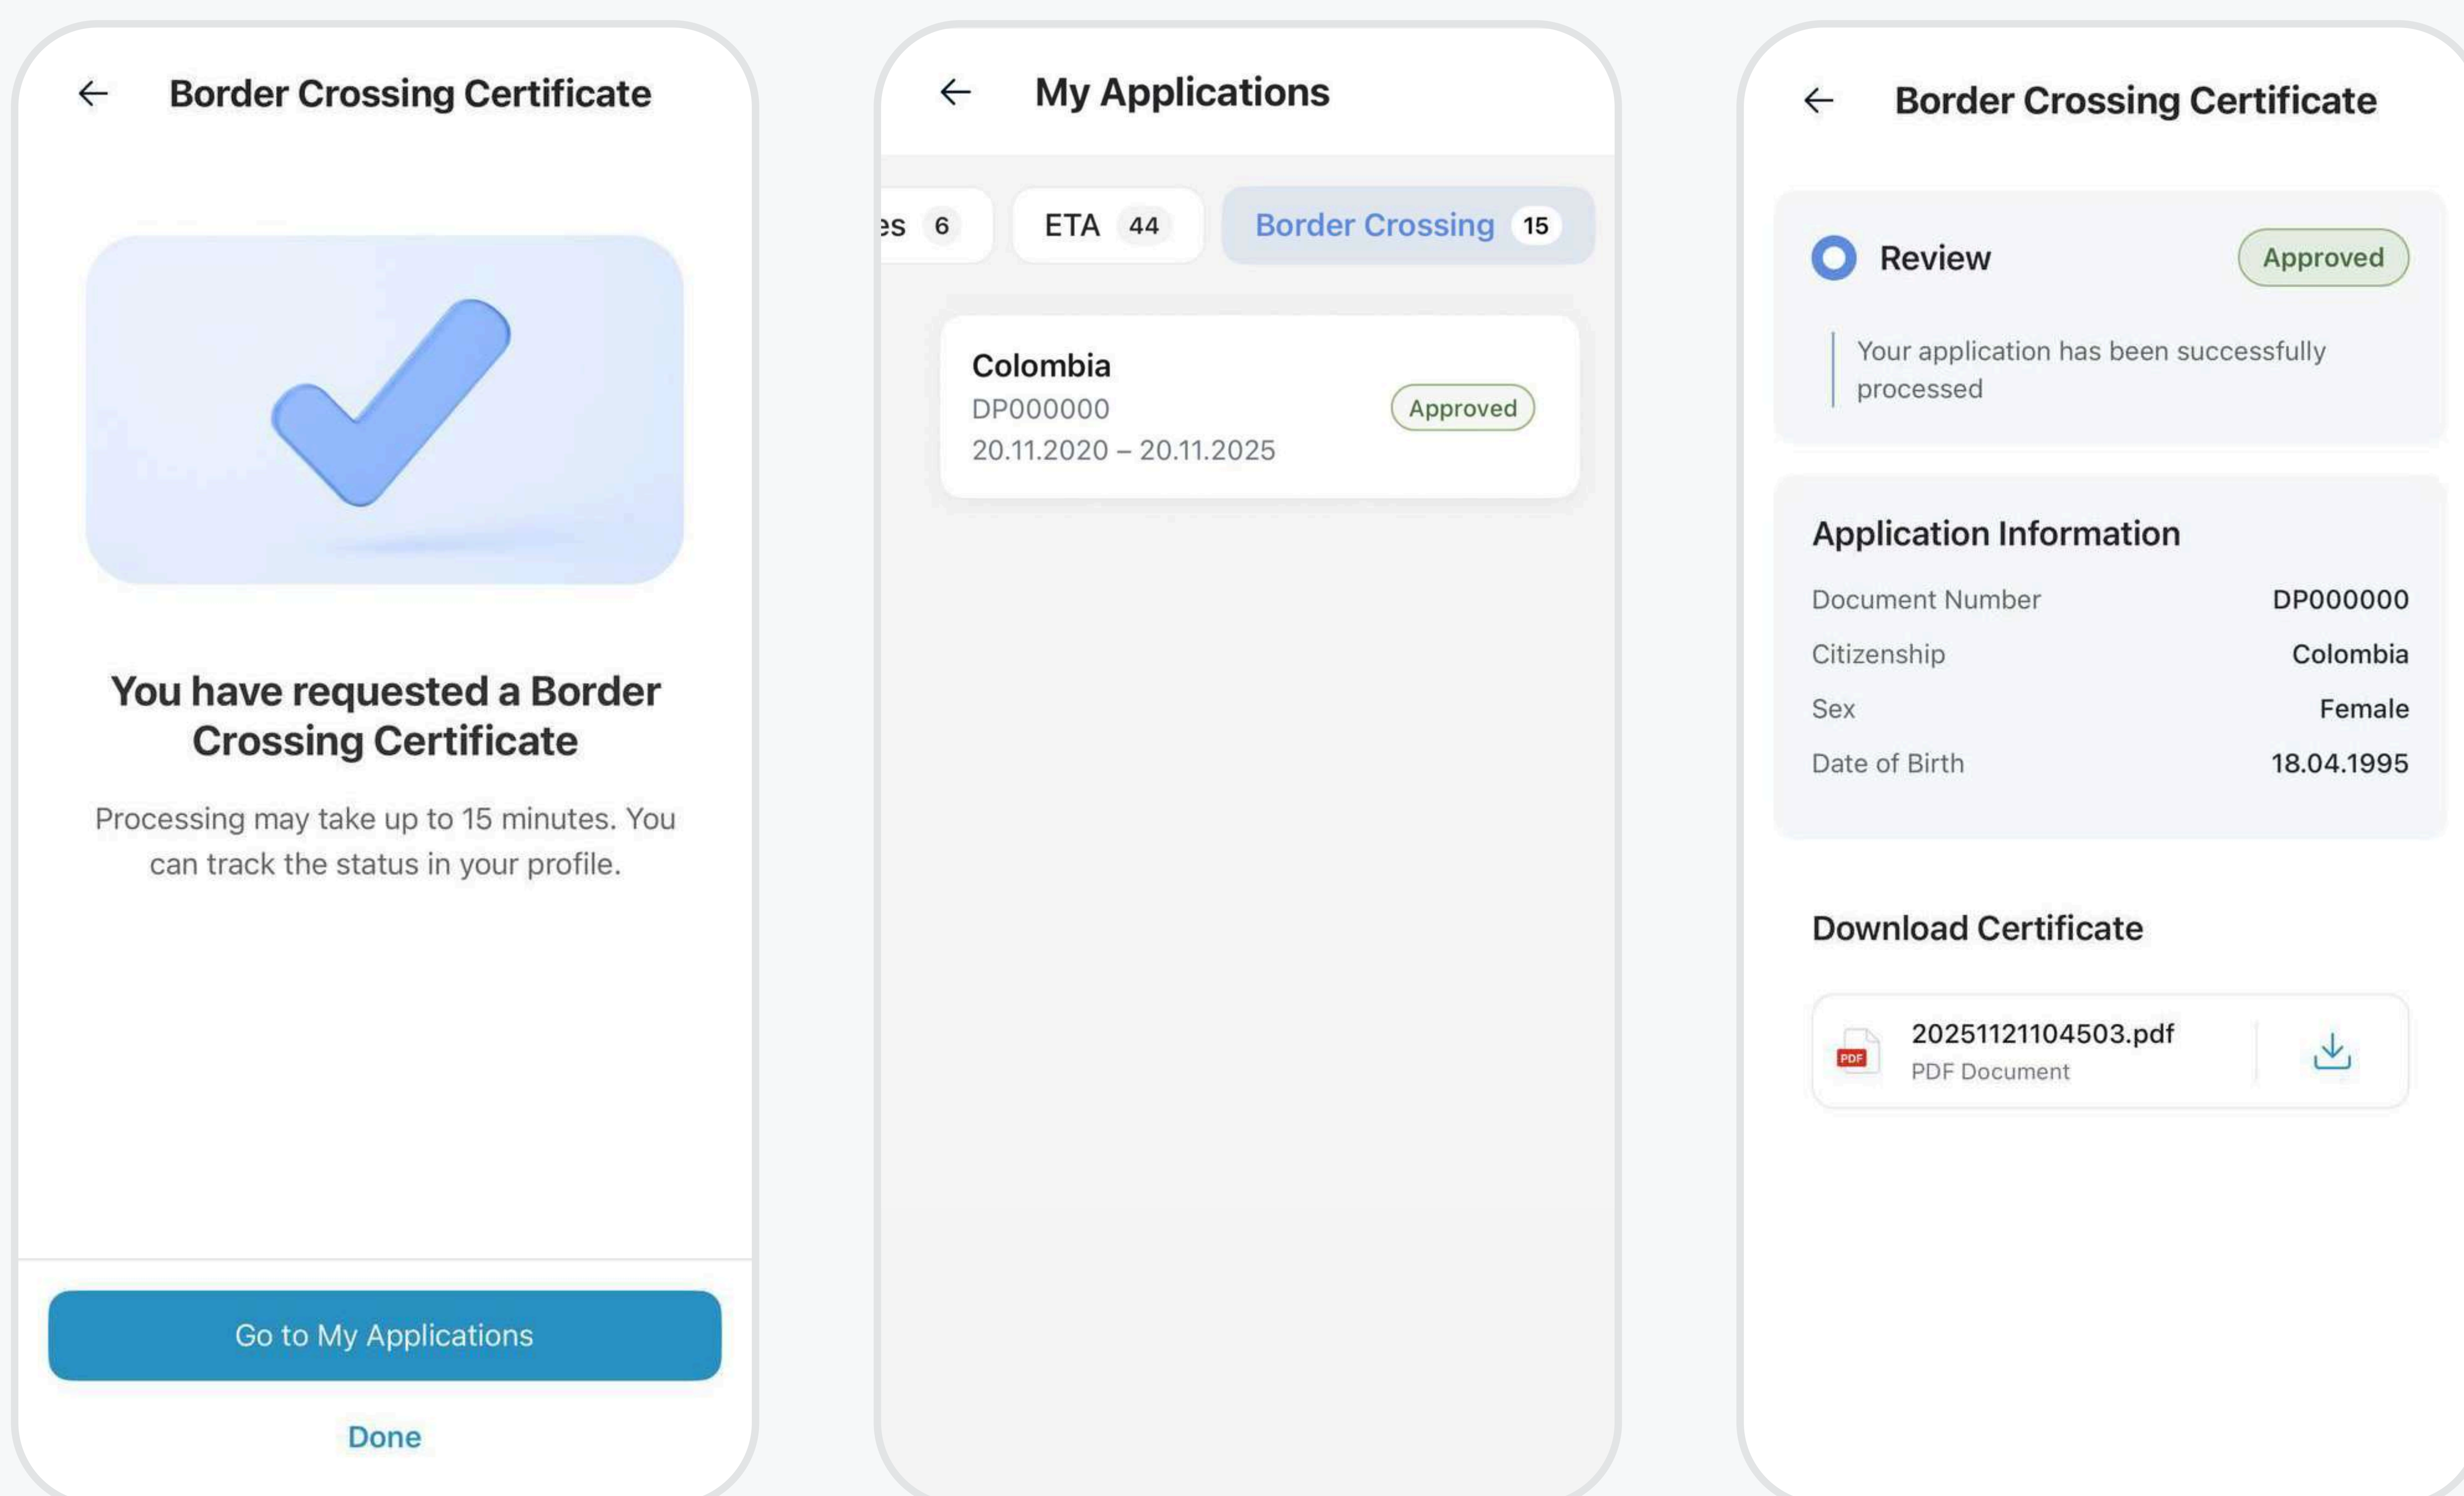 Border Crossing Certificate
You have requested a Border
Crossing Certificate
Processing may take up to 15 minutes. You
can track the status in your profile.
Go to My Applications
Done
My Applications
es 6
ETA 44
Border Crossing 15
Colombia
DP000000
20.11.2020 – 20.11.2025
Approved
Border Crossing Certificate
Review
Approved
Your application has been successfully
processed
Application Information
Document Number DP000000
Citizenship Colombia
Sex Female
Date of Birth 18.04.1995
Download Certificate
PDF
20251121104503.pdf
PDF Document